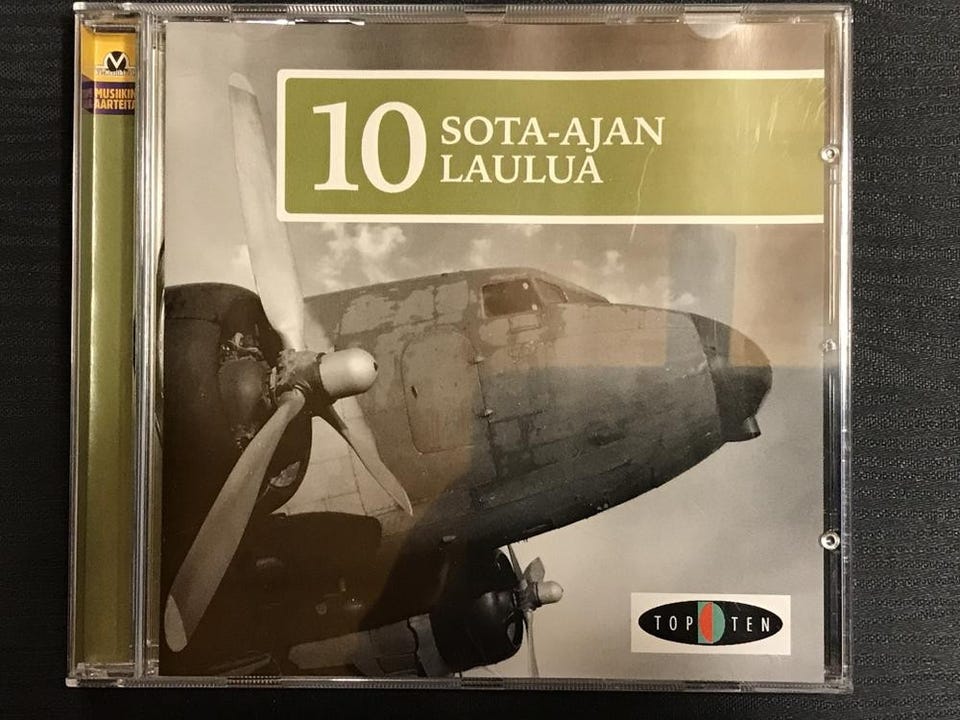 MUSIIKIN
AARTEITA
10 SOTA-AJAN
LAULUA
TOP TEN